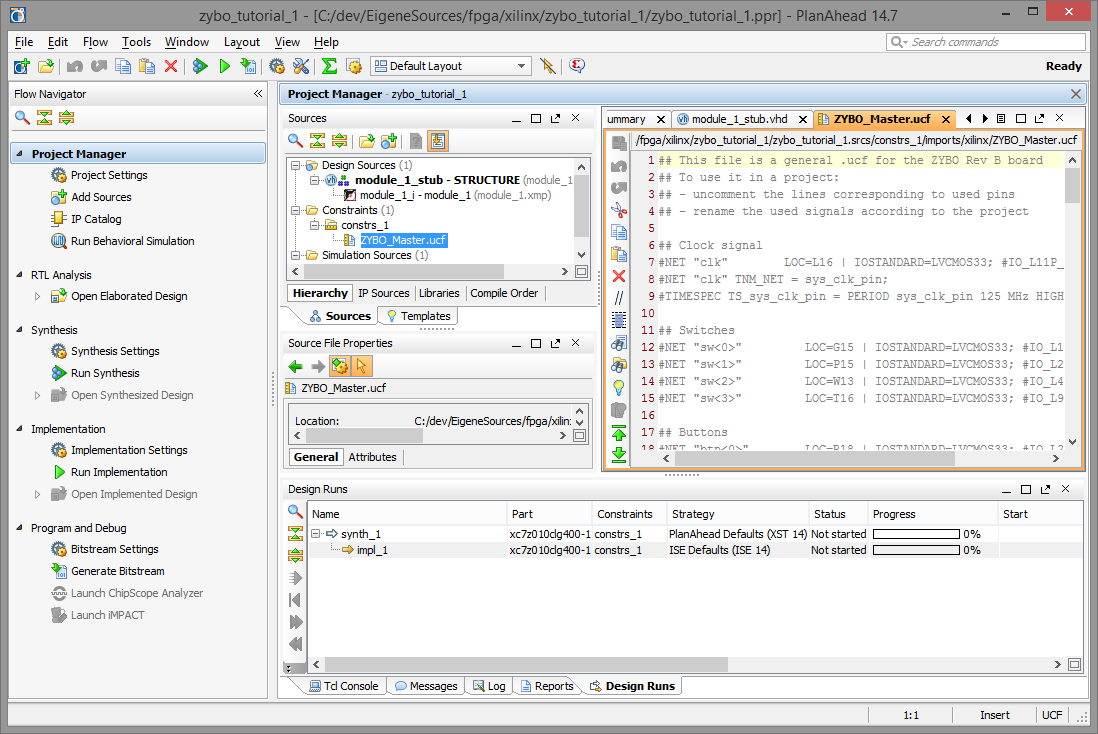 zybo_tutorial_1 - [C:/dev/EigeneSources/fpga/xilinx/zybo_tutorial_1/zybo_tutorial_1.ppr] - PlanAhead 14.7
File Edit Flow Tools Window Layout View Help
Search commands
Default Layout
Ready
Flow Navigator
Project Manager
Project Settings
Add Sources
IP Catalog
Run Behavioral Simulation
RTL Analysis
Open Elaborated Design
Synthesis
Synthesis Settings
Run Synthesis
Open Synthesized Design
Implementation
Implementation Settings
Run Implementation
Open Implemented Design
Program and Debug
Bitstream Settings
Generate Bitstream
Launch ChipScope Analyzer
Launch iMPACT
Project Manager - zybo_tutorial_1
Sources
Design Sources (1)
module_1_stub - STRUCTURE (module_1
module_1_i - module_1 (module_1.xmp)
Constraints (1)
constrs_1
ZYBO_Master.ucf
Simulation Sources (1)
Hierarchy IP Sources Libraries Compile Order
Sources Templates
Source File Properties
ZYBO_Master.ucf
Location: C:/dev/EigeneSources/fpga/xilin
General Attributes
ummary module_1_stub.vhd ZYBO_Master.ucf
/fpga/xilinx/zybo_tutorial_1/zybo_tutorial_1.srcs/constrs_1/imports/xilinx/ZYBO_Master.ucf
1 ## This file is a general .ucf for the ZYBO Rev B board
2 ## To use it in a project:
3 ## - uncomment the lines corresponding to used pins
4 ## - rename the used signals according to the project
5
6 ## Clock signal
7 #NET "clk" LOC=L16 | IOSTANDARD=LVCMOS33; #IO_L11P_
8 #NET "clk" TNM_NET = sys_clk_pin;
9 #TIMESPEC TS_sys_clk_pin = PERIOD sys_clk_pin 125 MHz HIGH
10
11 ## Switches
12 #NET "sw<0>" LOC=G15 | IOSTANDARD=LVCMOS33; #IO_L1
13 #NET "sw<1>" LOC=P15 | IOSTANDARD=LVCMOS33; #IO_L2
14 #NET "sw<2>" LOC=W13 | IOSTANDARD=LVCMOS33; #IO_L4
15 #NET "sw<3>" LOC=T16 | IOSTANDARD=LVCMOS33; #IO_L9
16
17 ## Buttons
18 #NET "btn<0>" LOC=R18 | IOSTANDARD=LVCMOS33; #IO_L2
Design Runs
Name Part Constraints Strategy Status Progress Start
synth_1 xc7z010clg400-1 constrs_1 PlanAhead Defaults (XST 14) Not started 0%
impl_1 xc7z010clg400-1 constrs_1 ISE Defaults (ISE 14) Not started 0%
Tcl Console Messages Log Reports Design Runs
1:1 Insert UCF